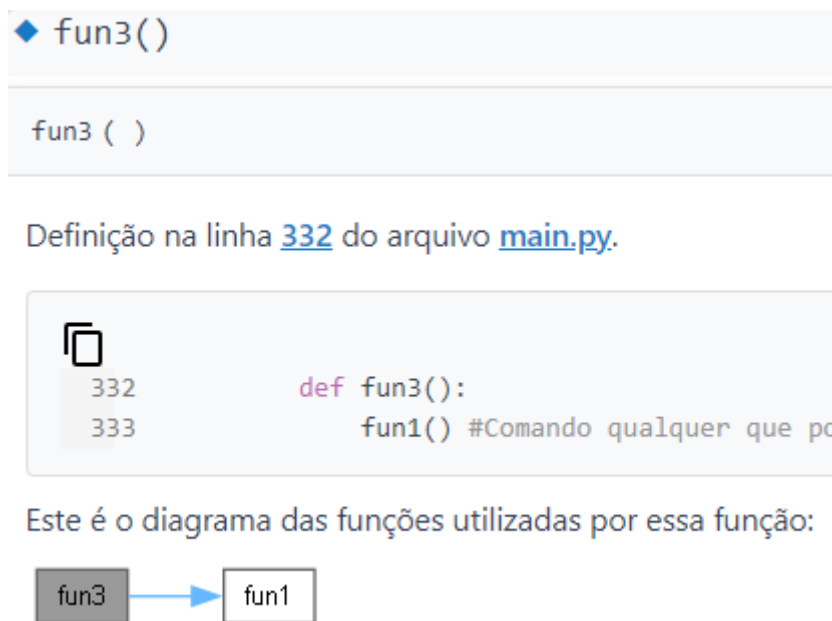 fun3()
fun3 ( )
Definição na linha 332 do arquivo main.py.
332 def fun3():
333 fun1() #Comando qualquer que
Este é o diagrama das funções utilizadas por essa função:
fun3 fun1